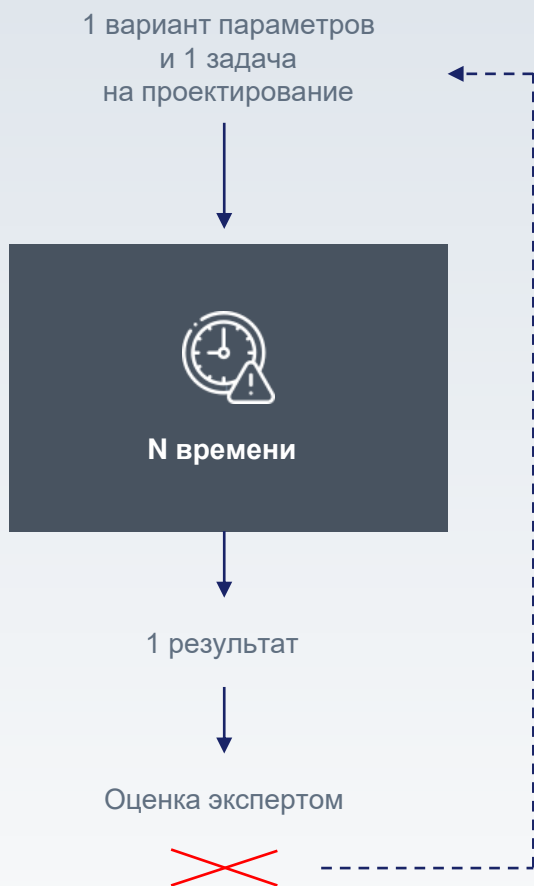 1 вариант параметров
и 1 задача
на проектирование
N времени
1 результат
Оценка экспертом